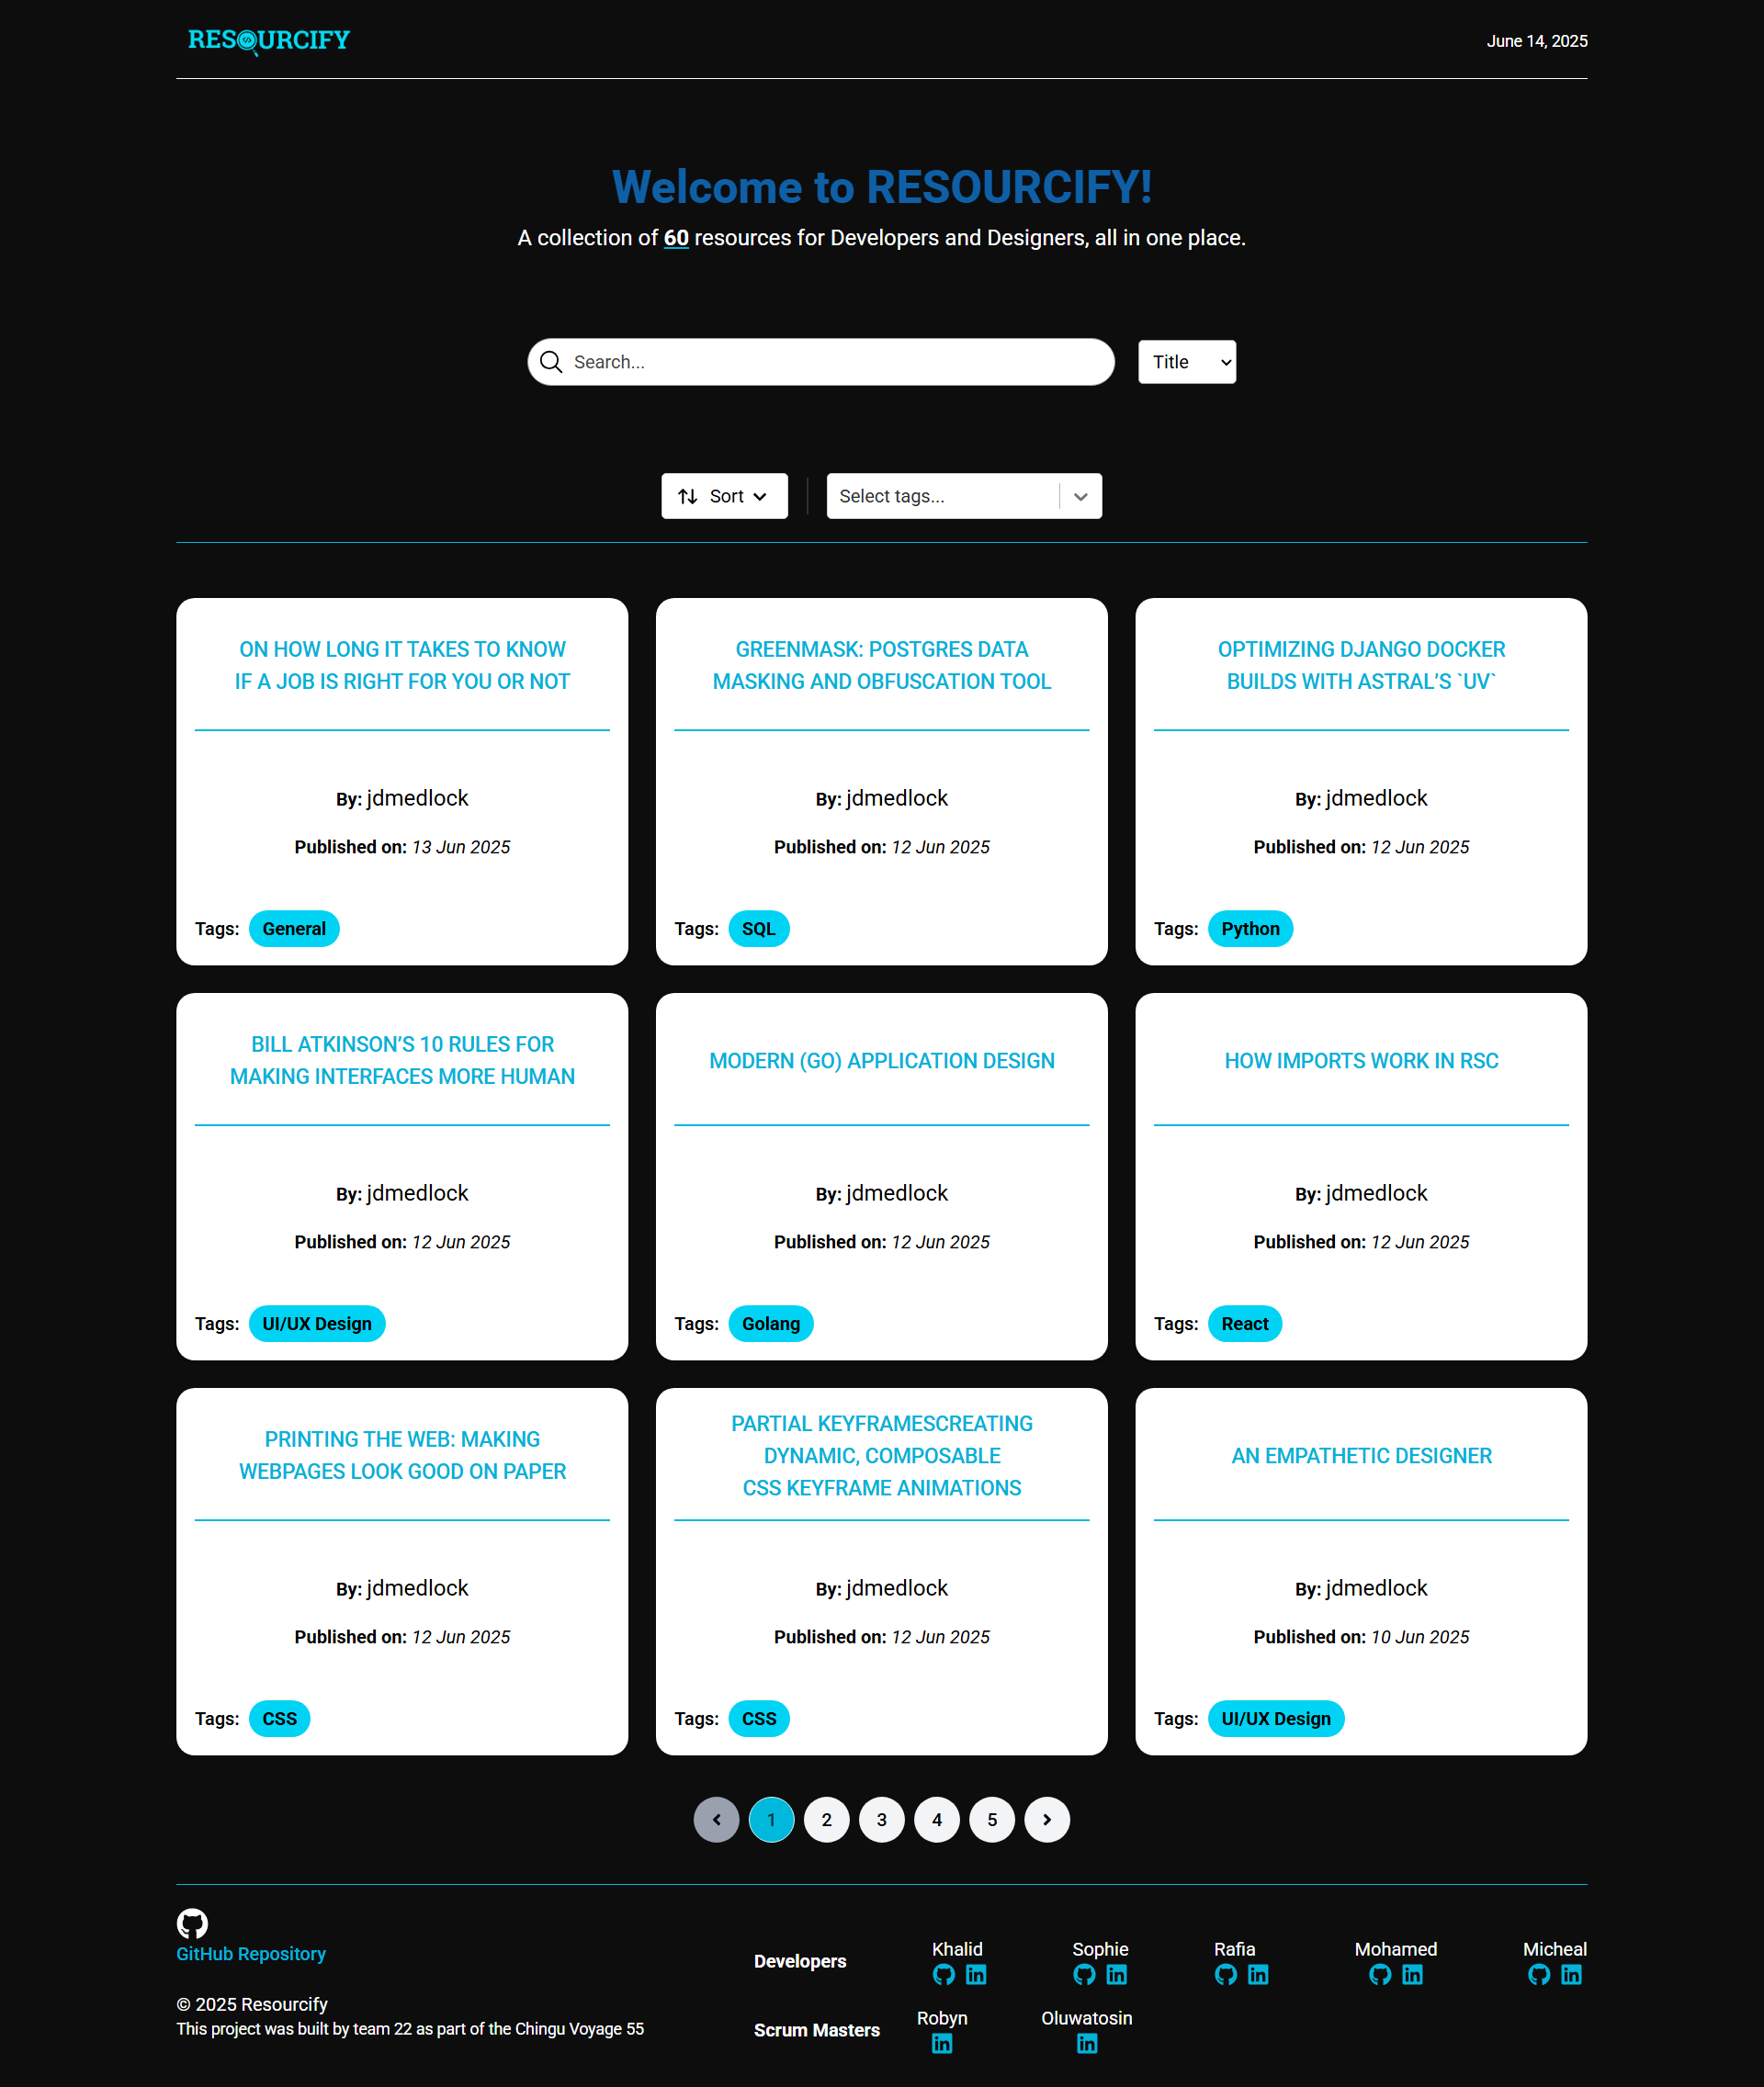 RESOURCIFY
June 14, 2025
Welcome to RESOURCIFY!
A collection of 60 resources for Developers and Designers, all in one place.
Search...
Title
Sort
Select tags...
ON HOW LONG IT TAKES TO KNOW
IF A JOB IS RIGHT FOR YOU OR NOT
By: jdmedlock
Published on: 13 Jun 2025
Tags: General
GREENMASK: POSTGRES DATA
MASKING AND OBFUSCATION TOOL
By: jdmedlock
Published on: 12 Jun 2025
Tags: SQL
OPTIMIZING DJANGO DOCKER
BUILDS WITH ASTRAL’S `UV`
By: jdmedlock
Published on: 12 Jun 2025
Tags: Python
BILL ATKINSON’S 10 RULES FOR
MAKING INTERFACES MORE HUMAN
By: jdmedlock
Published on: 12 Jun 2025
Tags: UI/UX Design
MODERN (GO) APPLICATION DESIGN
By: jdmedlock
Published on: 12 Jun 2025
Tags: Golang
HOW IMPORTS WORK IN RSC
By: jdmedlock
Published on: 12 Jun 2025
Tags: React
PRINTING THE WEB: MAKING
WEBPAGES LOOK GOOD ON PAPER
By: jdmedlock
Published on: 12 Jun 2025
Tags: CSS
PARTIAL KEYFRAMESCREATING
DYNAMIC, COMPOSABLE
CSS KEYFRAME ANIMATIONS
By: jdmedlock
Published on: 12 Jun 2025
Tags: CSS
AN EMPATHETIC DESIGNER
By: jdmedlock
Published on: 10 Jun 2025
Tags: UI/UX Design
1 2 3 4 5
GitHub Repository
© 2025 Resourcify
This project was built by team 22 as part of the Chingu Voyage 55
Developers
Khalid
Sophie
Rafia
Mohamed
Micheal
Scrum Masters
Robyn
Oluwatosin